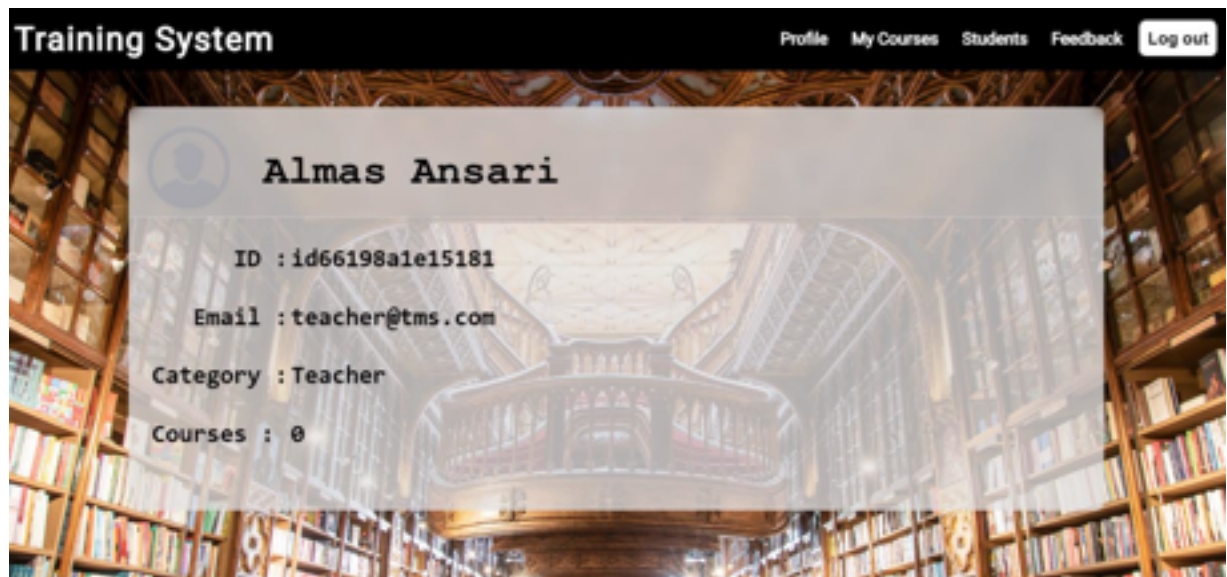 Training System Profile My Courses Students Feedback Log out
Almas Ansari
ID :id66198a1e15181
Email :teacher@tms.com
Category :Teacher
Courses : 0